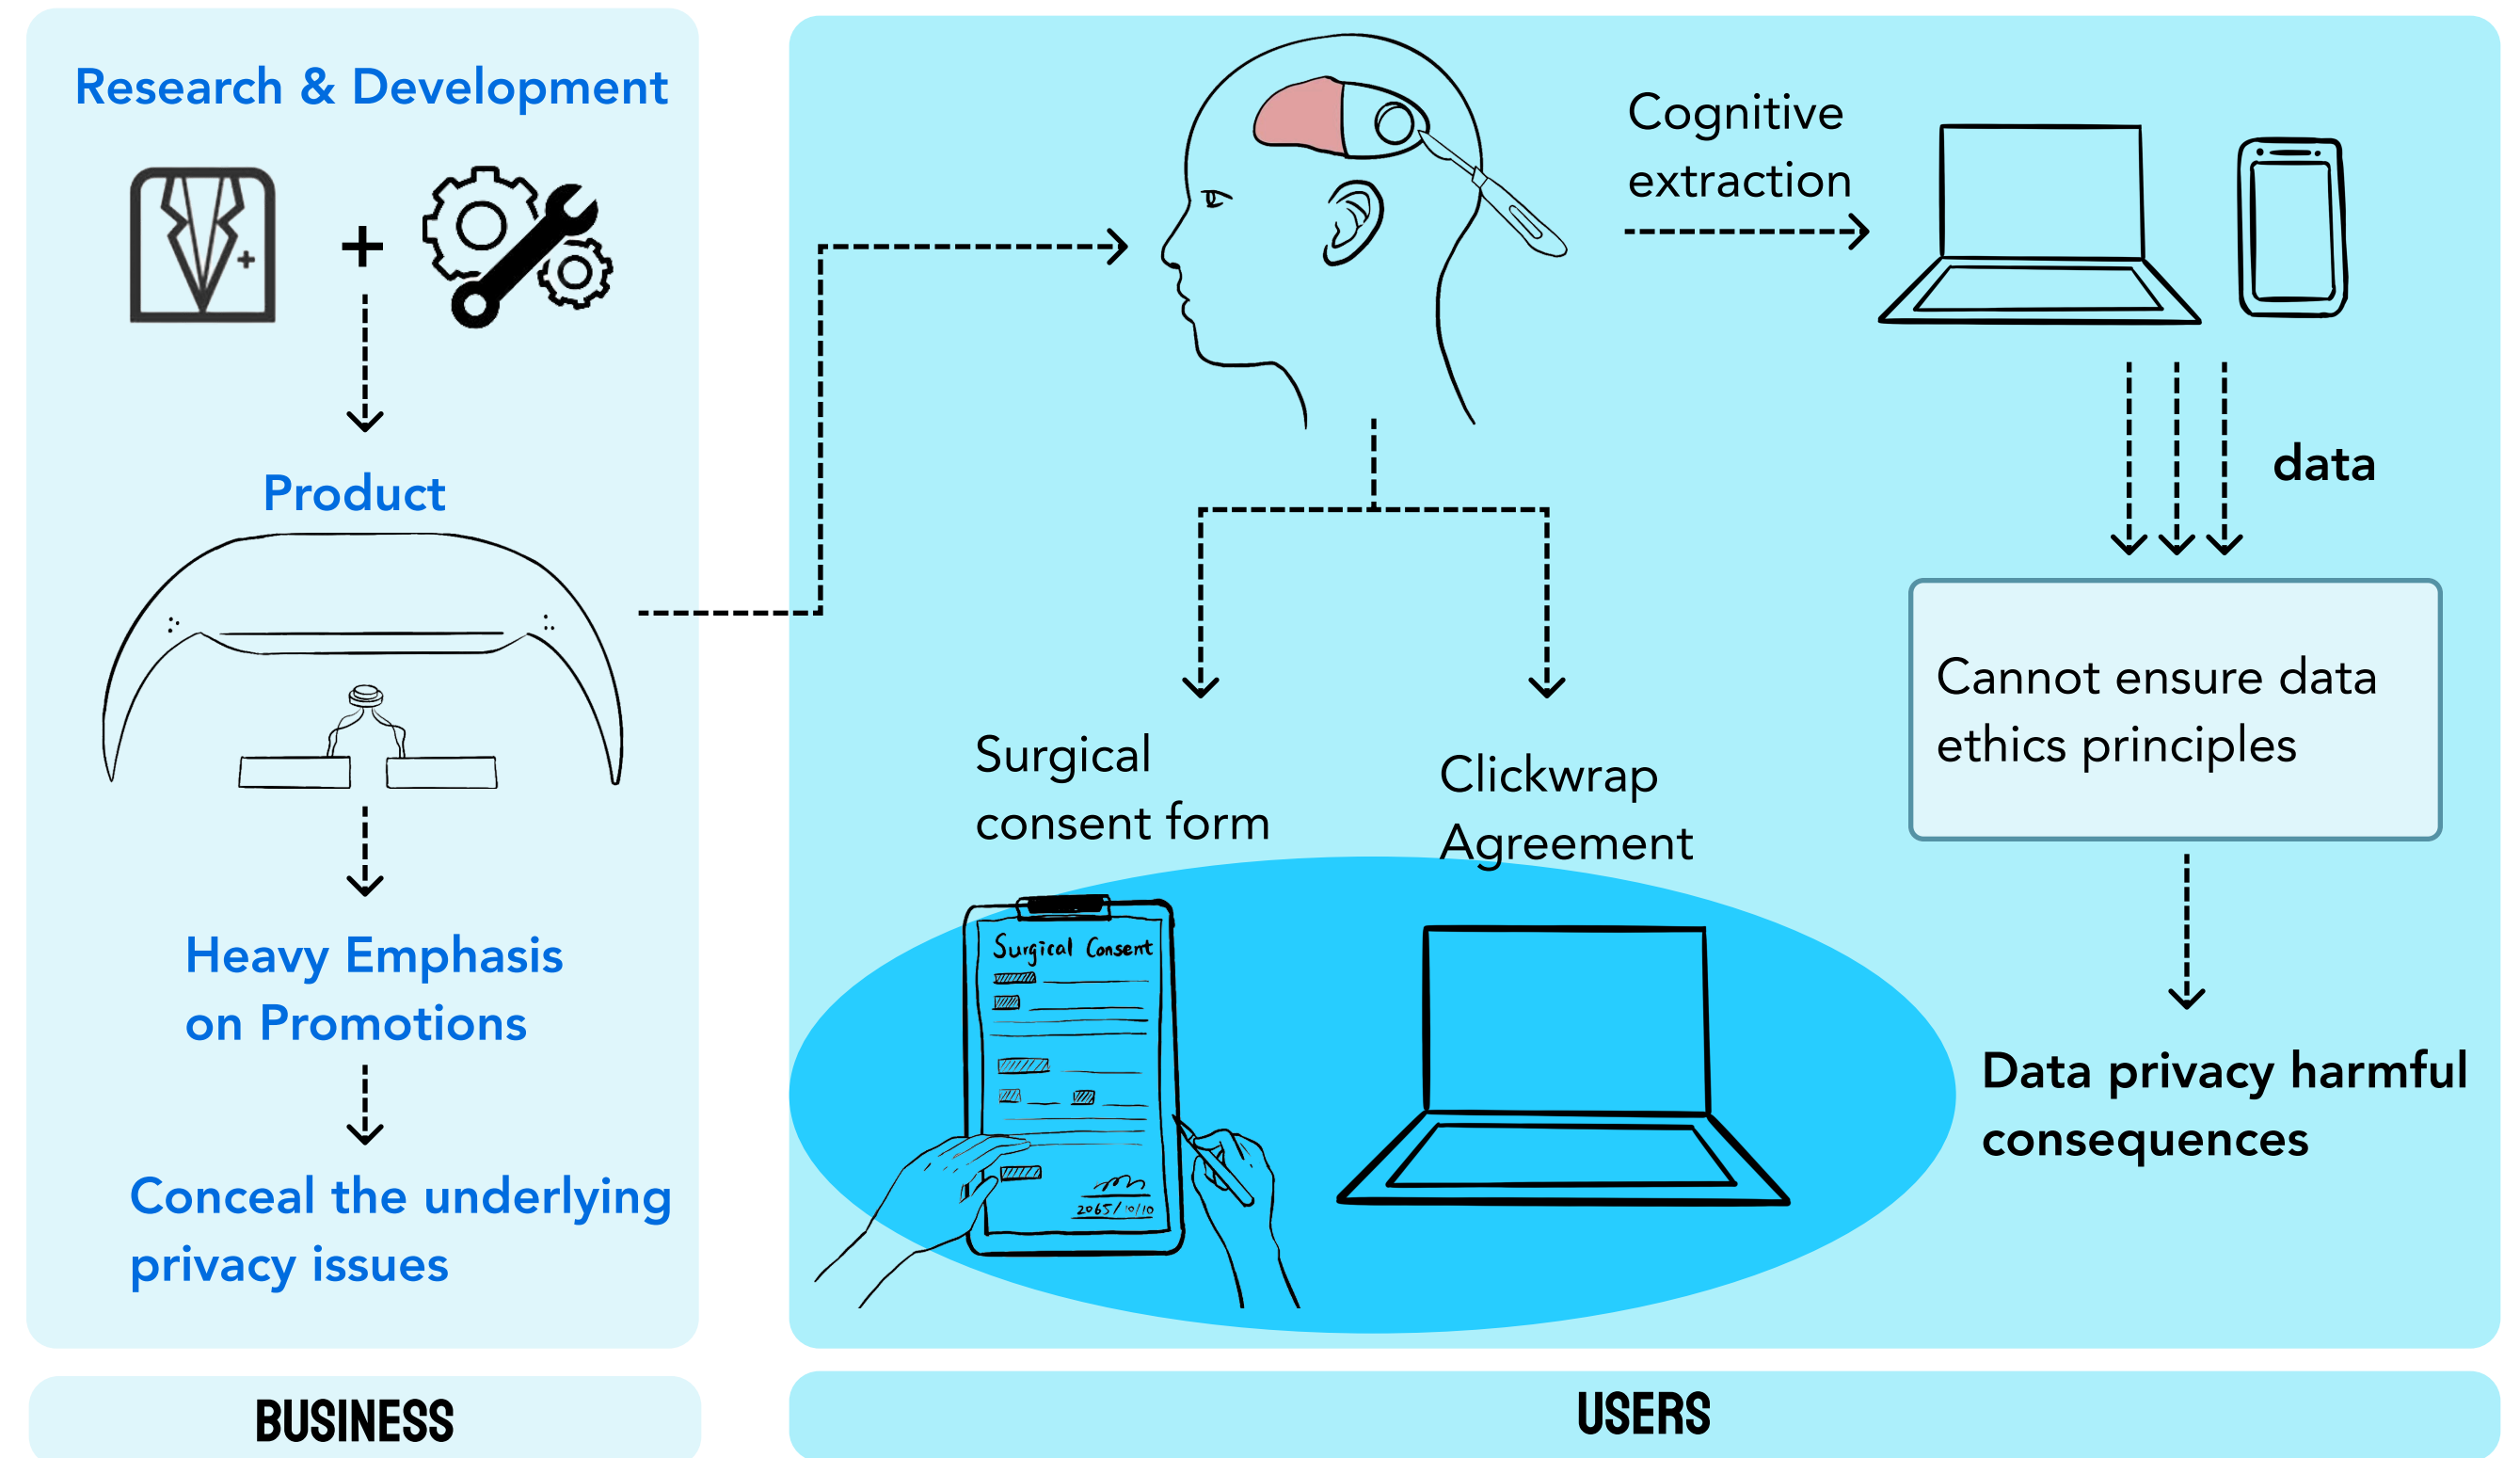 Research & Development
+
Product
Heavy Emphasis
on Promotions
Conceal the underlying
privacy issues
BUSINESS
Cognitive
extraction
data
Surgical
consent form
Clickwrap
Agreement
Surgical Consent
2065/10/10
Cannot ensure data
ethics principles
Data privacy harmful
consequences
USERS